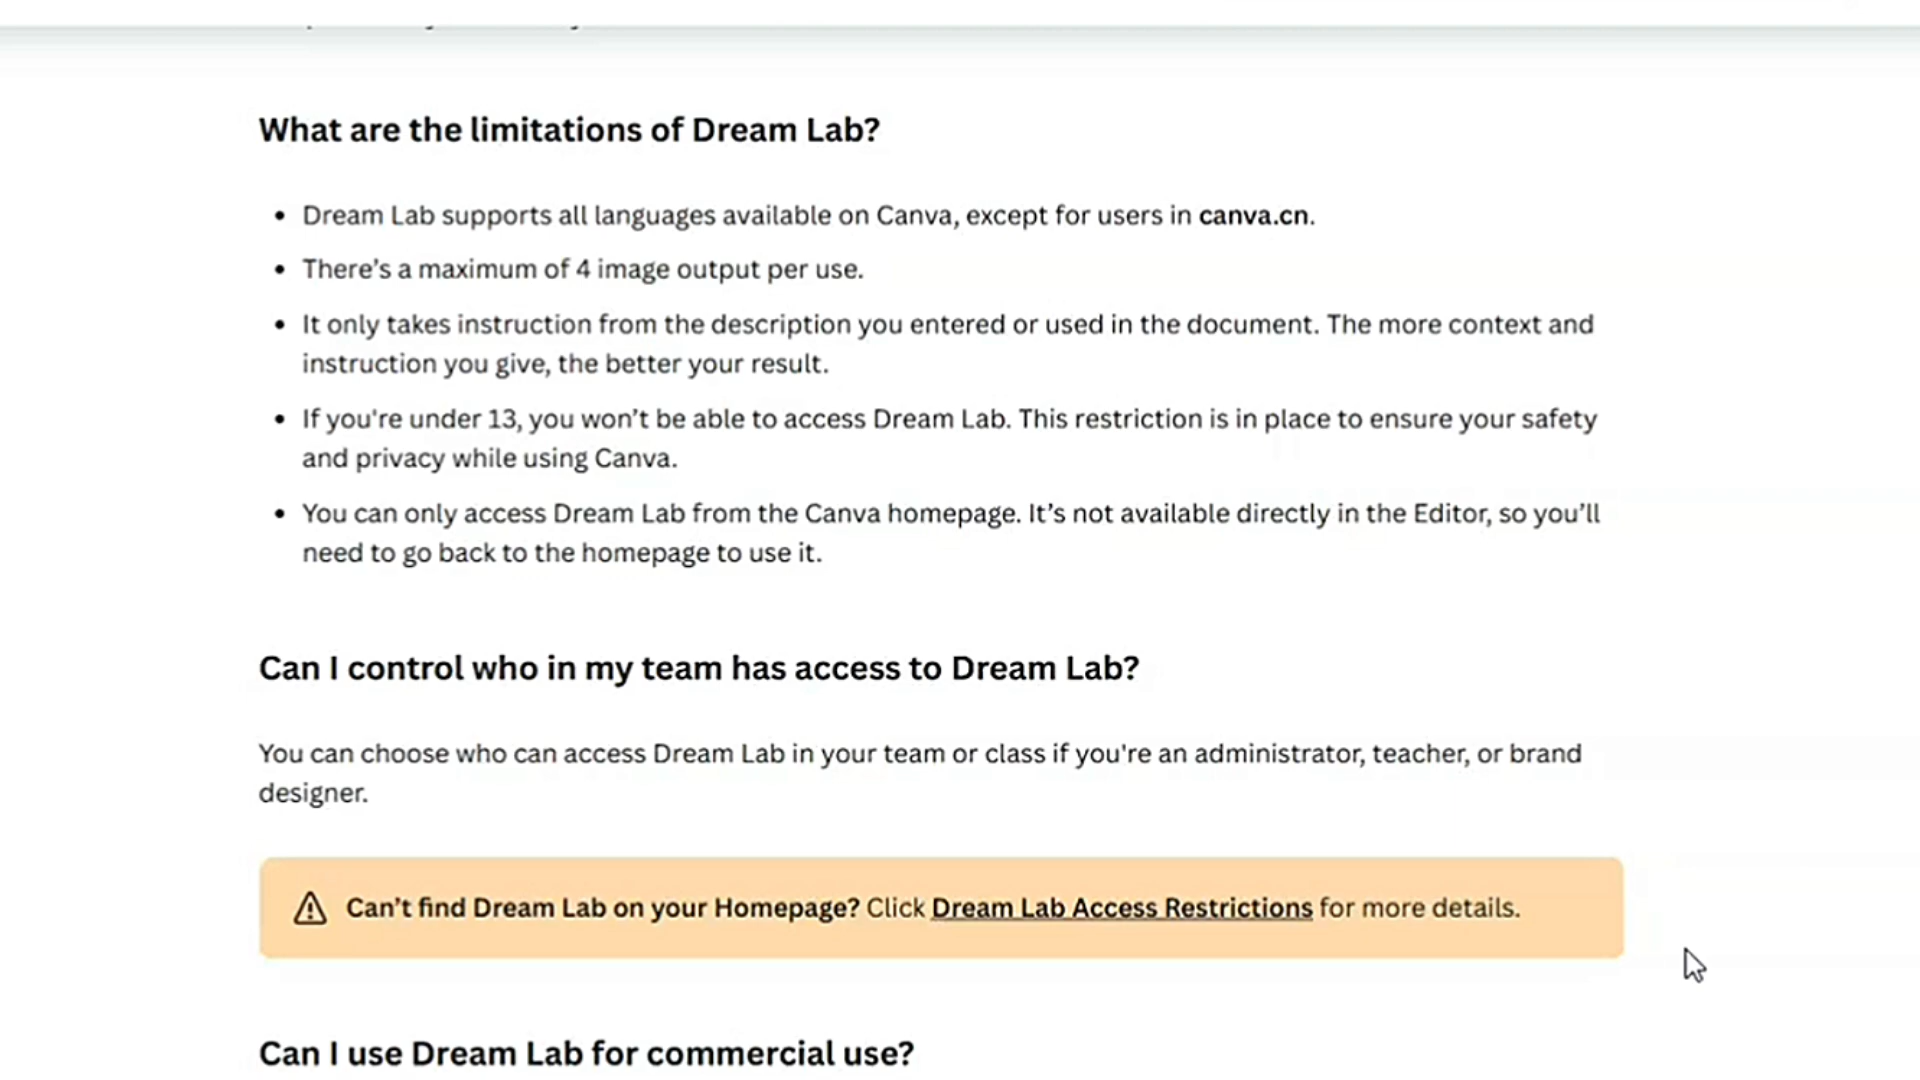 What are the limitations of Dream Lab?
• Dream Lab supports all languages available on Canva, except for users in canva.cn.
• There's a maximum of 4 image output per use.
• It only takes instruction from the description you entered or used in the document. The more context and
instruction you give, the better your result.
• If you're under 13, you won't be able to access Dream Lab. This restriction is in place to ensure your safety
and privacy while using Canva.
• You can only access Dream Lab from the Canva homepage. It's not available directly in the Editor, so you'll
need to go back to the homepage to use it.
Can I control who in my team has access to Dream Lab?
You can choose who can access Dream Lab in your team or class if you're an administrator, teacher, or brand
designer.
Can't find Dream Lab on your Homepage? Click Dream Lab Access Restrictions for more details.
Can I use Dream Lab for commercial use?